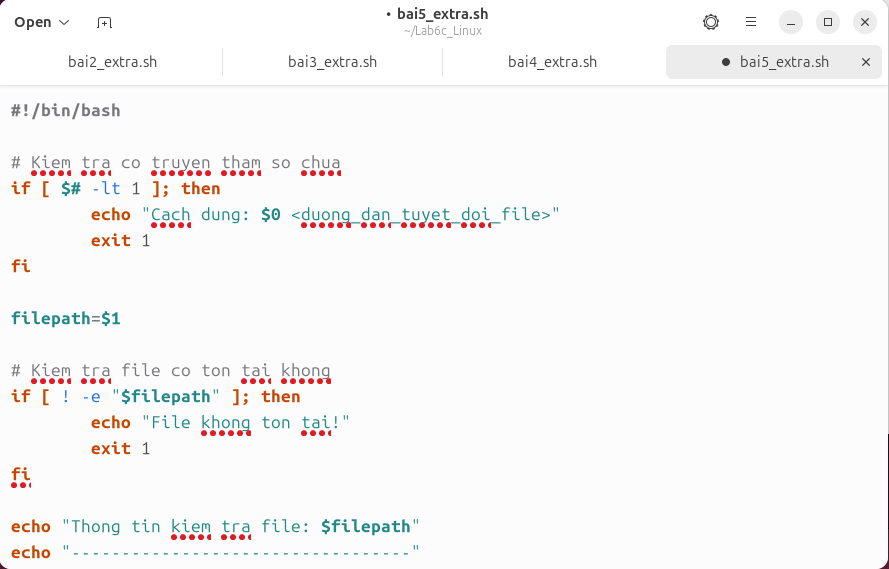 Open
• bai5_extra.sh
~/Lab6c_Linux
bai2_extra.sh
bai3_extra.sh
bai4_extra.sh
● bai5_extra.sh
#!/bin/bash
# Kiem tra co truyen tham so chua
if [ $# -lt 1 ]; then
echo "Cach dung: $0 <duong_dan_tuyet_doi_file>"
exit 1
fi
filepath=$1
# Kiem tra file co ton tai khong
if [ ! -e "$filepath" ]; then
echo "File khong ton tai!"
exit 1
fi
echo "Thong tin kiem tra file: $filepath"
echo "----------------------------------"